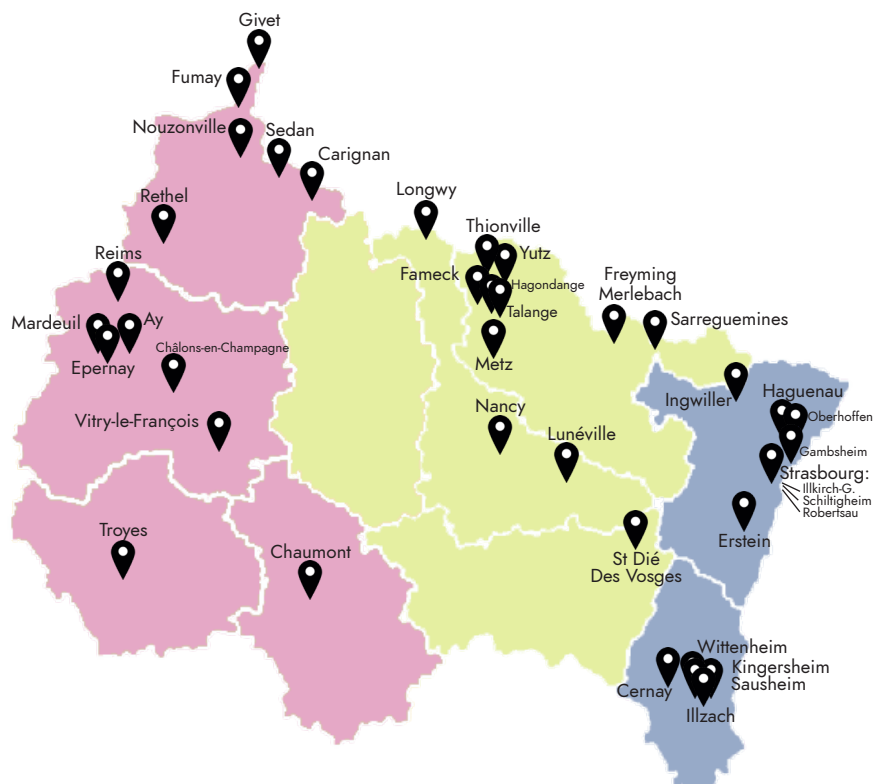 Givet
Fumay
Nouzonville
Sedan
Carignan
Longwy
Rethel
Thionville
Yutz
Reims
Fameck
Hagondange
Freyming
Merlebach
Talange
Sarreguemines
Mardeuil
Ay
Epernay
Châlons-en-Champagne
Metz
Ingwiller
Haguenau
Oberhoffen
Vitry-le-François
Nancy
Lunéville
Gambsheim
Strasbourg:
Illkirch-G.
Schiltigheim
Robertsau
Troyes
Chaumont
St Dié
Des Vosges
Erstein
Wittenheim
Kingersheim
Sausheim
Cernay
Illzach